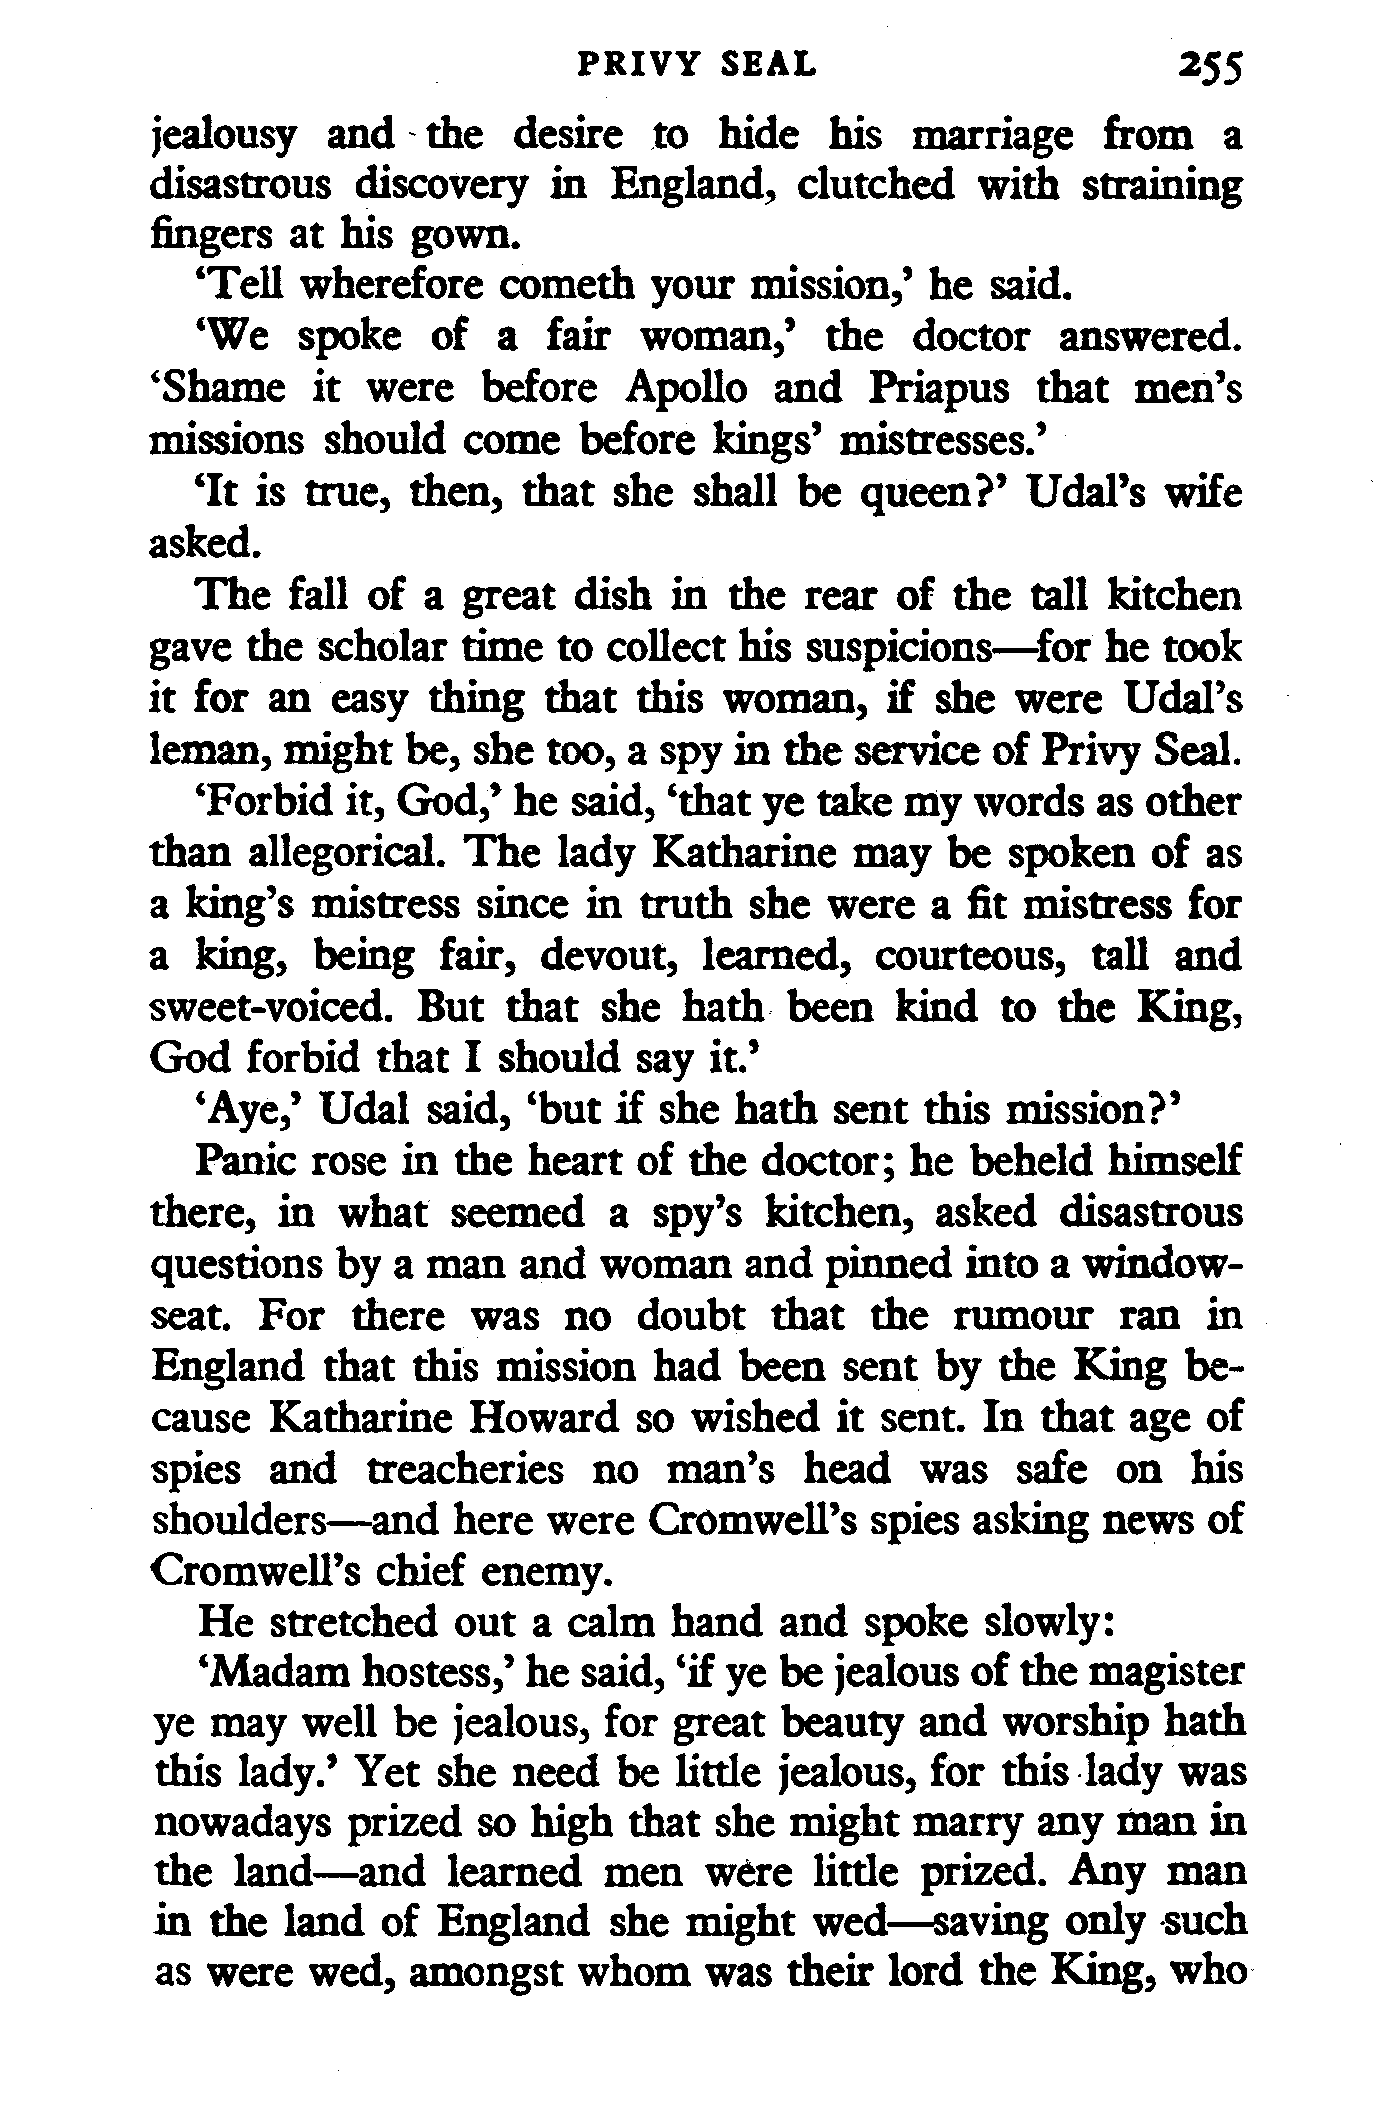 PRIVY SEAL 255
jealousy and the desire to hide his marriage from a
disastrous discovery in England, clutched with straining
fingers at his gown.
‘Tell wherefore cometh your mission,’ he said.
‘We spoke of a fair woman,’ the doctor answered.
‘Shame it were before Apollo and Priapus that men’s
missions should come before kings’ mistresses.’
‘It is true, then, that she shall be queen?’ Udal’s wife
asked.
The fall of a great dish in the rear of the tall kitchen
gave the scholar time to collect his suspicions—for he took
it for an easy thing that this woman, if she were Udal’s
leman, might be, she too, a spy in the service of Privy Seal.
‘Forbid it, God,’ he said, ‘that ye take my words as other
than allegorical. The lady Katharine may be spoken of as
a king’s mistress since in truth she were a fit mistress for
a king, being fair, devout, learned, courteous, tall and
sweet-voiced. But that she hath been kind to the King,
God forbid that I should say it.’
‘Aye,’ Udal said, ‘but if she hath sent this mission?’
Panic rose in the heart of the doctor; he beheld himself
there, in what seemed a spy’s kitchen, asked disastrous
questions by a man and woman and pinned into a window-
seat. For there was no doubt that the rumour ran in
England that this mission had been sent by the King be-
cause Katharine Howard so wished it sent. In that age of
spies and treacheries no man’s head was safe on his
shoulders—and here were Cromwell’s spies asking news of
Cromwell’s chief enemy.
He stretched out a calm hand and spoke slowly:
‘Madam hostess,’ he said, ‘if ye be jealous of the magister
ye may well be jealous, for great beauty and worship hath
this lady.’ Yet she need be little jealous, for this lady was
nowadays prized so high that she might marry any man in
the land—and learned men were little prized. Any man
in the land of England she might wed—saving only such
as were wed, amongst whom was their lord the King, who